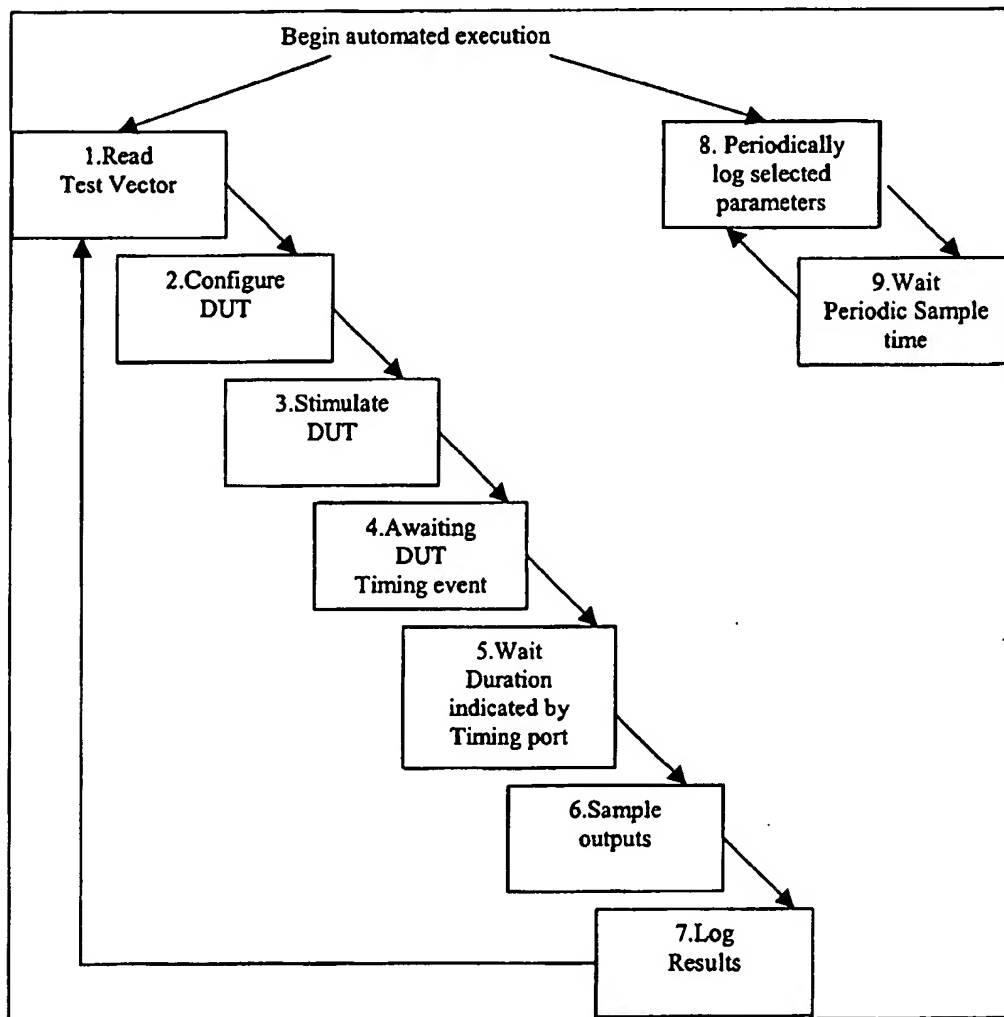 Begin automated execution
1.Read
Test Vector
8. Periodically
log selected
parameters
2.Configure
DUT
9.Wait
Periodic Sample
time
3.Stimulate
DUT
4.Awaiting
DUT
Timing event
5.Wait
Duration
indicated by
Timing port
6.Sample
outputs
7.Log
Results